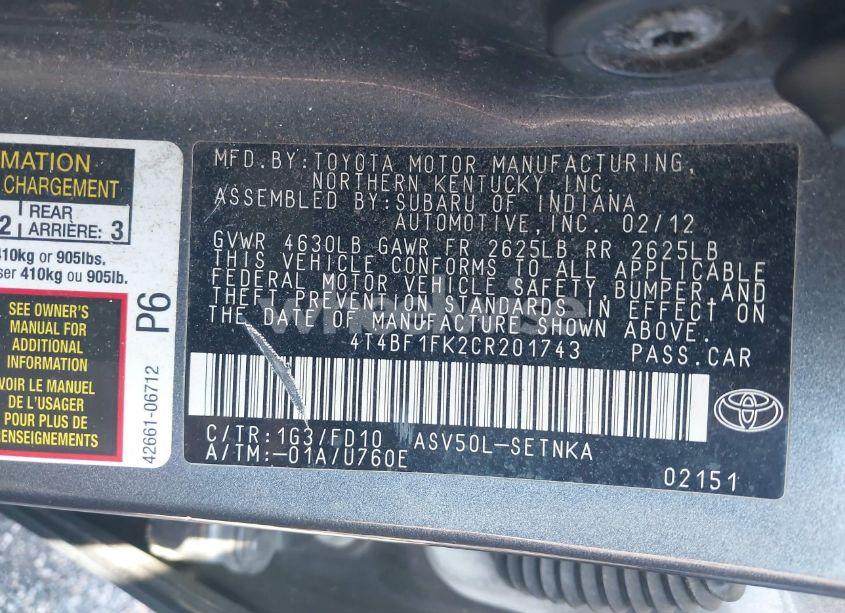 MATION
CHARGEMENT
2 REAR
ARRIÈRE: 3
410kg or 905lbs.
ser 410kg ou 905lb.
SEE OWNER'S
MANUAL FOR
ADDITIONAL
INFORMATION
VOIR LE MANUEL
DE L'USAGER
POUR PLUS DE
RENSEIGNEMENTS
P6
42661-06712
MFD.BY:TOYOTA MOTOR MANUFACTURING,
NORTHERN KENTUCKY, INC.
ASSEMBLED BY:SUBARU OF INDIANA
AUTOMOTIVE,INC. 02/12
GVWR 4630LB GAWR FR 2625LB RR 2625LB
THIS VEHICLE CONFORMS TO ALL APPLICABLE
FEDERAL MOTOR VEHICLE SAFETY,BUMPER,AND
THEFT PREVENTION STANDARDS IN EFFECT ON
THE DATE OF MANUFACTURE SHOWN ABOVE.
4T4BF1FK2CR201743 PASS.CAR
C/TR:1G3/FD10 ASV50L-SETNKA
A/TM:-01A/U760E
02151